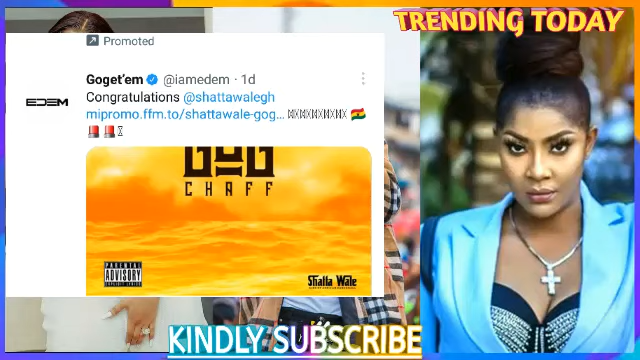 TRENDING TODAY
Promoted
EDEM
Goget'em @iamedem · 1d
Congratulations @shattawalegh
mipromo.ffm.to/shattawale-gog...
GOG
CHAFF
PARENTAL
ADVISORY
EXPLICIT LYRICS
Shatta Wale
KINDLY SUBSCRIBE